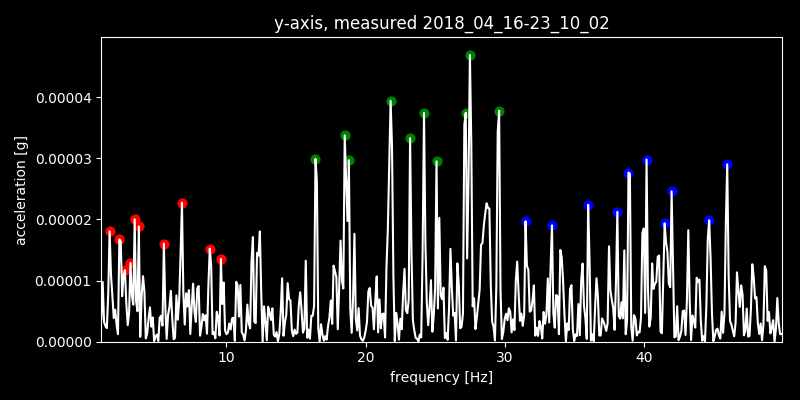 y-axis, measured 2018_04_16-23_10_02
acceleration [g]
0.00004
0.00003
0.00002
0.00001
0.00000
10 20 30 40
frequency [Hz]